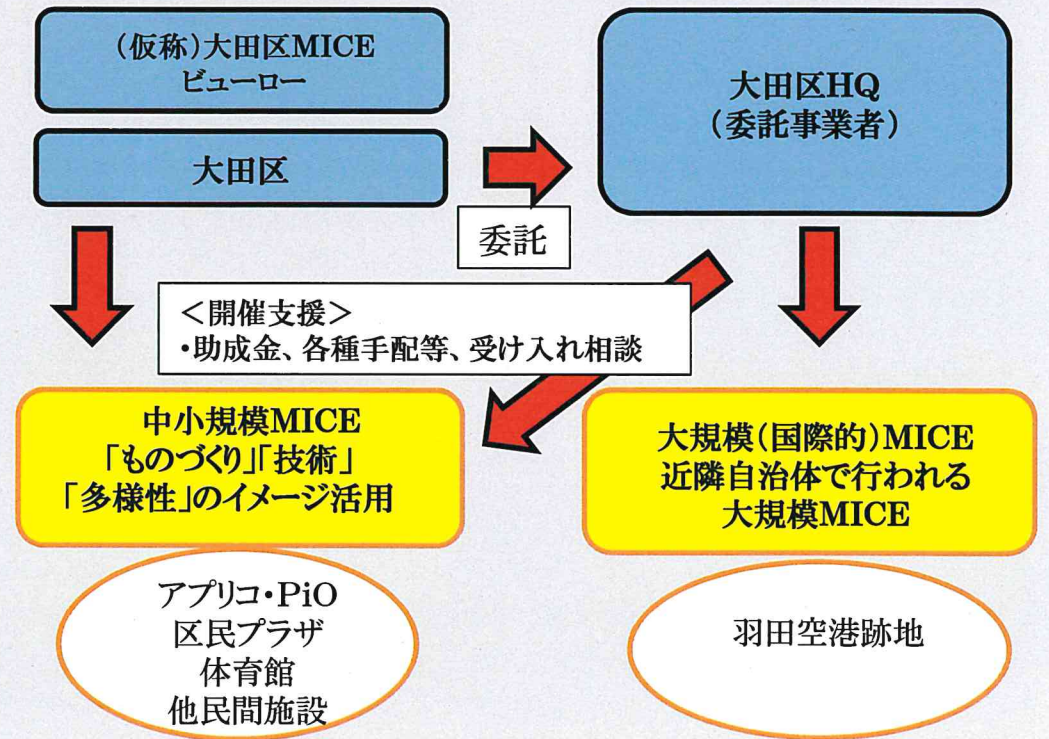 (仮称)大田区MICE
ビューロー
大田区
大田区HQ
(委託事業者)
委託
<開催支援>
・助成金、各種手配等、受け入れ相談
中小規模MICE
「ものづくり」「技術」
「多様性」のイメージ活用
大規模(国際的)MICE
近隣自治体で行われる
大規模MICE
アプリコ・PiO
区民プラザ
体育館
他民間施設
羽田空港跡地